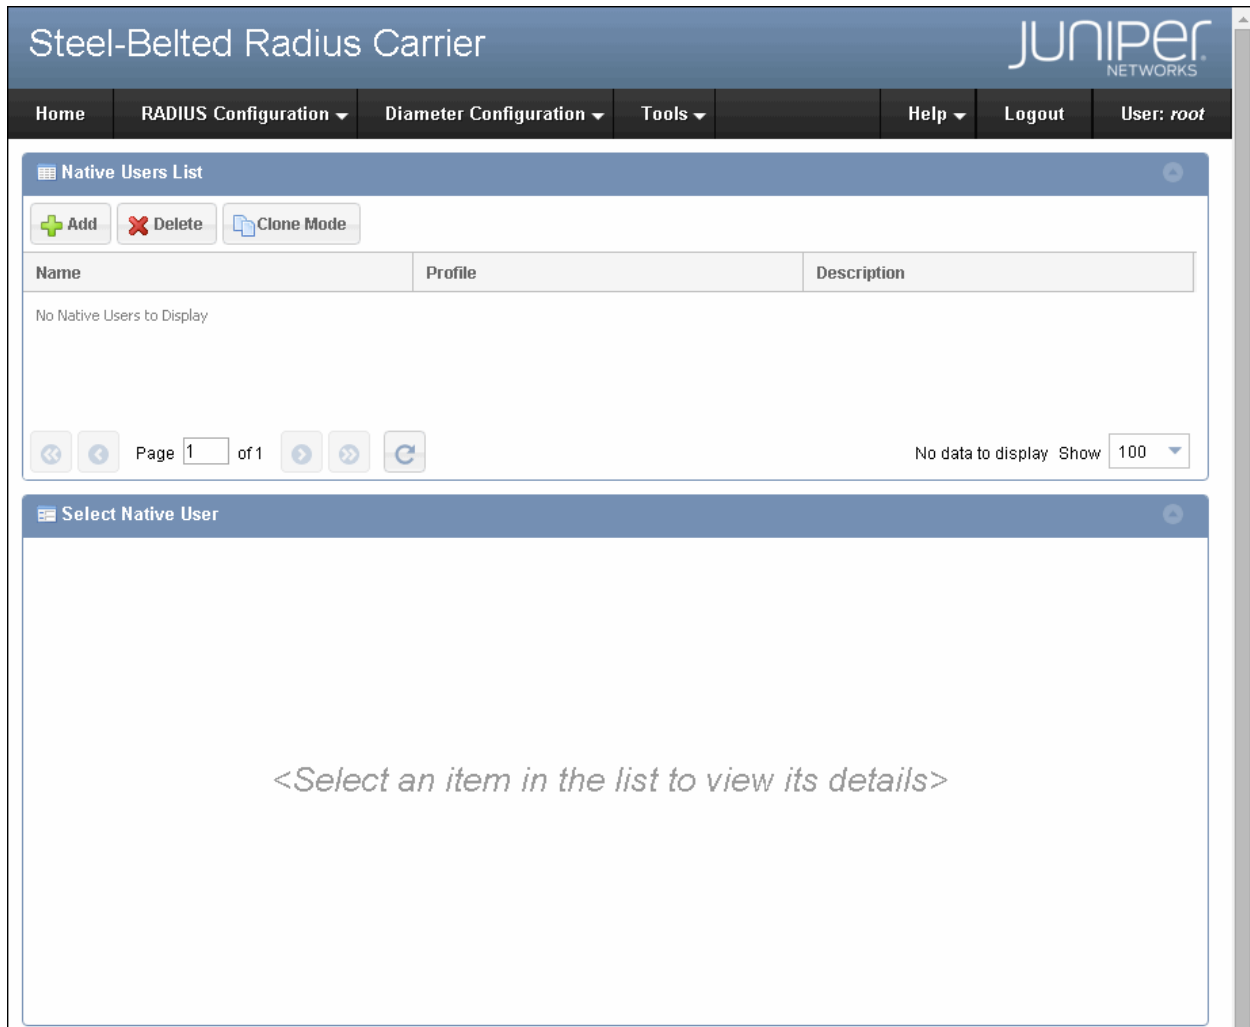 Steel-Belted Radius Carrier
JUNIPER
NETWORKS
Home RADIUS Configuration Diameter Configuration Tools Help Logout User: root
Native Users List
Add Delete Clone Mode
Name Profile Description
No Native Users to Display
Page 1 of 1 No data to display Show 100
Select Native User
<Select an item in the list to view its details>